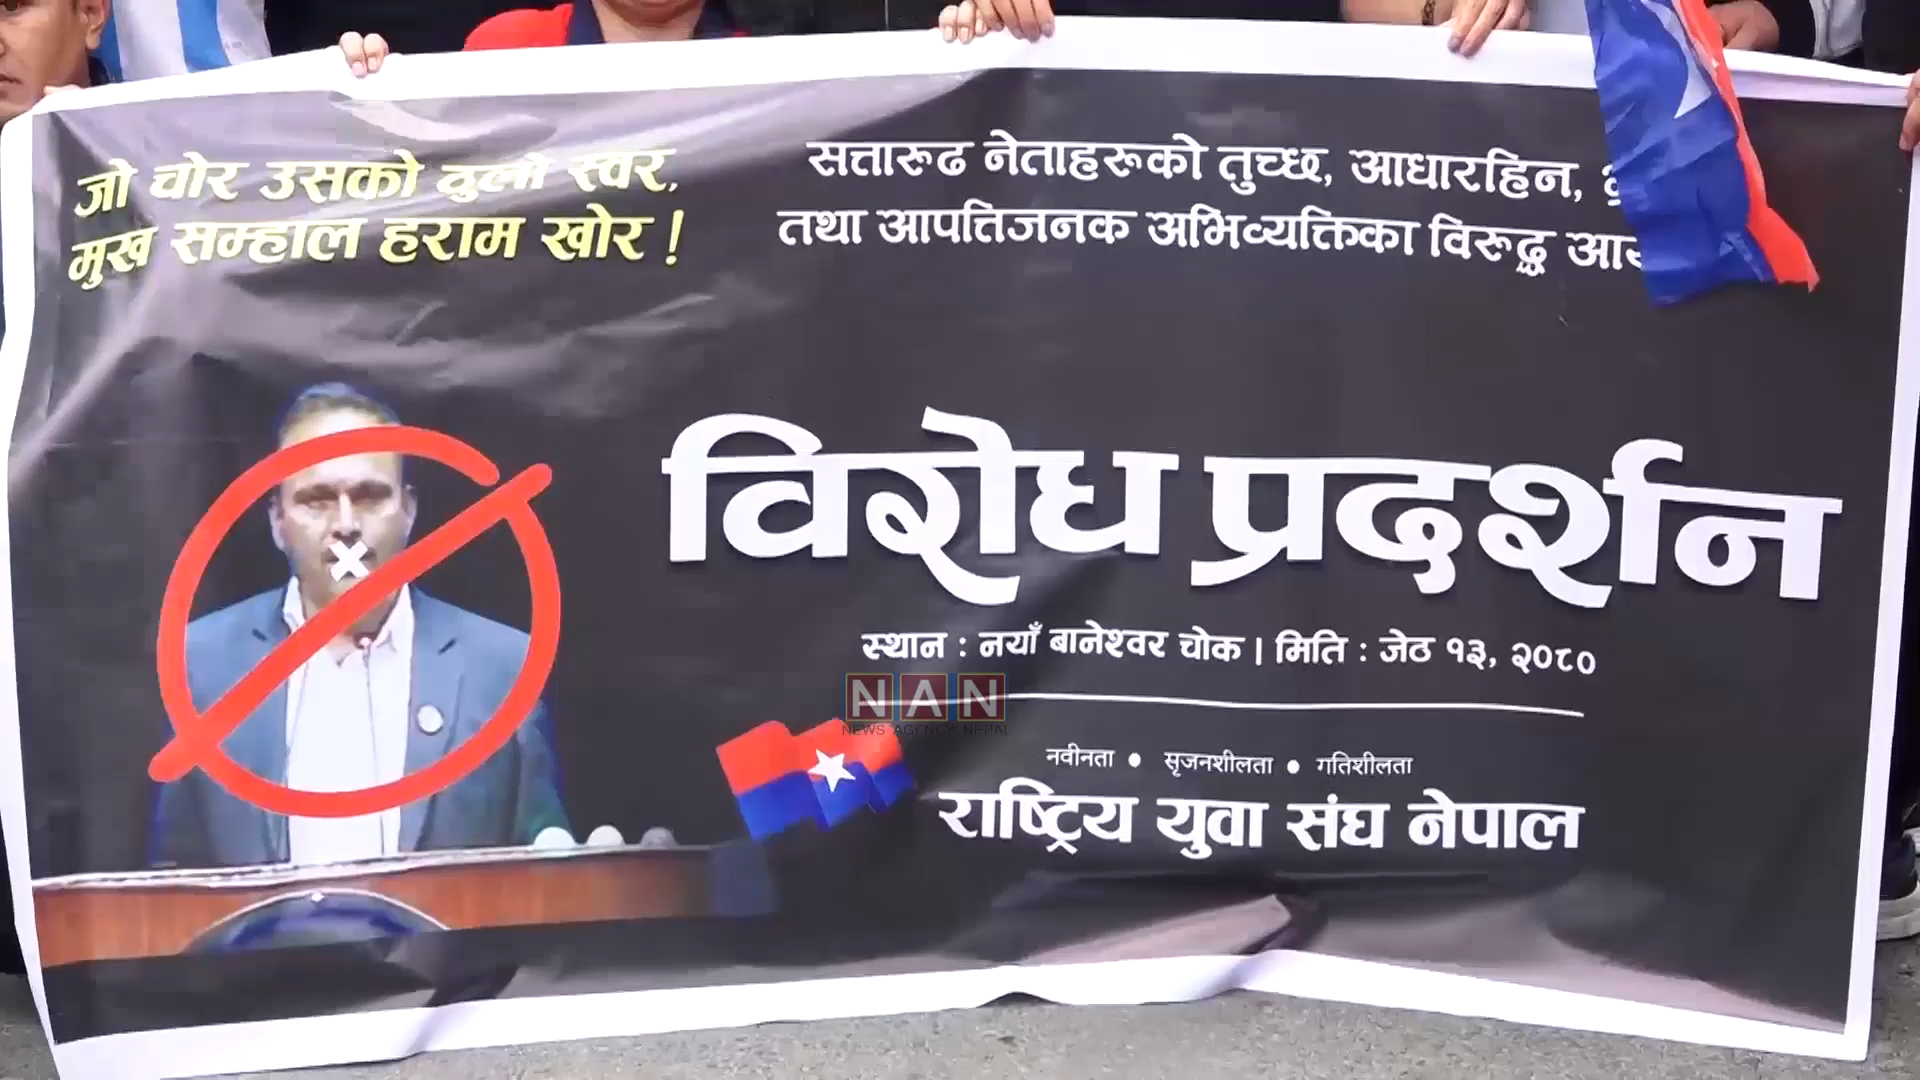 जो चोर उसको ठुलो स्वर,
मुख सम्हाल हराम खोर !
सत्तारुढ नेताहरूको तुच्छ, आधारहिन,
तथा आपत्तिजनक अभिव्यक्तिका विरूद्ध
विरोध प्रदर्शन
स्थान : नयाँ बानेश्वर चोक | मिति : जेठ १३, २०८०
NAN
NEWS AGENCY NEPAL
नवीनता ● सृजनशीलता ● गतिशीलता
राष्ट्रिय युवा संघ नेपाल